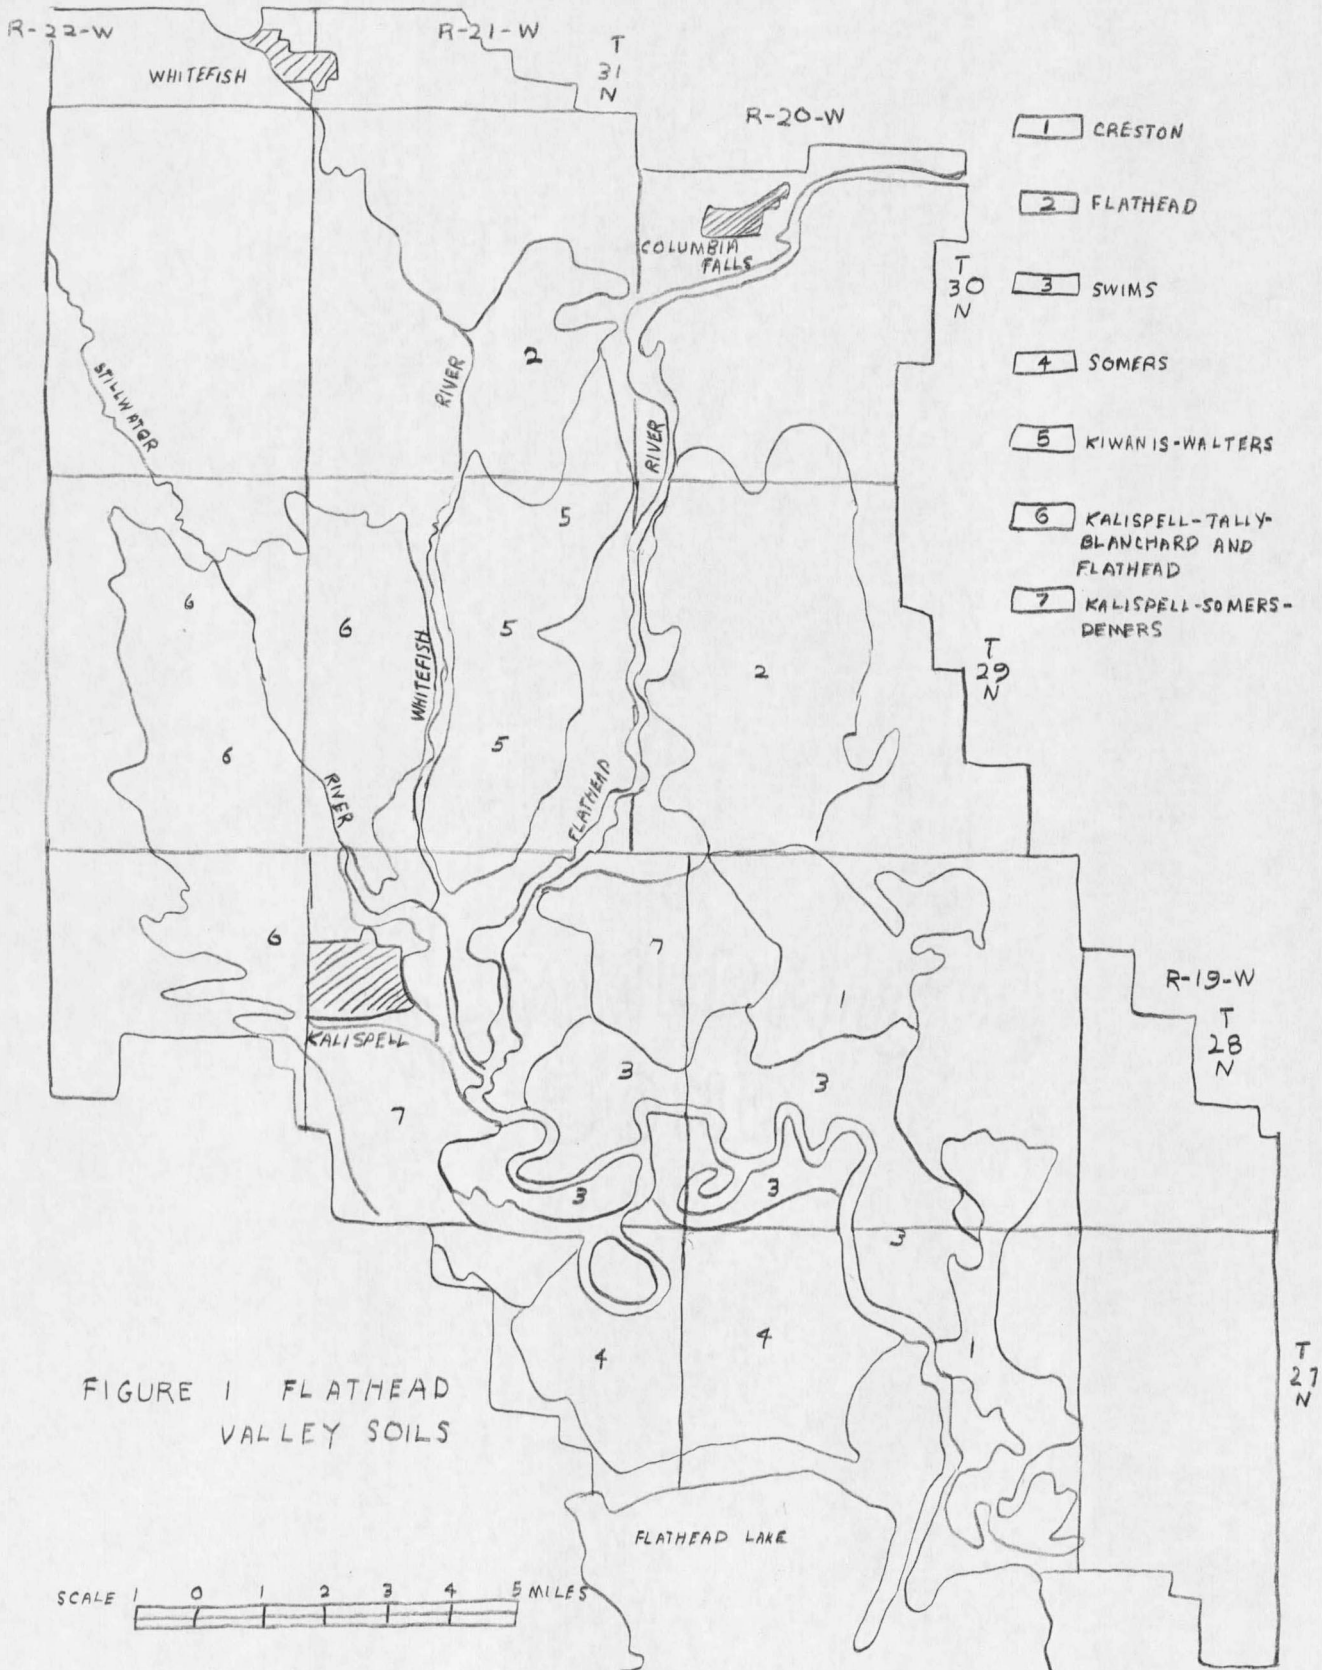 R-22-W
R-21-W
T
31
N
WHITEFISH
R-20-W
1 CRESTON
2 FLATHEAD
COLUMBIA
FALLS
T
30
N
3 SWIMS
4 SOMERS
5 KIWANIS-WALTERS
6 KALISPELL-TALLY-
BLANCHARD AND
FLATHEAD
7 KALISPELL-SOMERS-
DEMERS
2
STILLWATER
RIVER
RIVER
5
6
6
5
WHITEFISH
2
T
29
N
6
5
RIVER
FLATHEAD
6
7
1
R-19-W
T
28
N
KALISPELL
7
3
3
3
3
3
4
4
1
T
27
N
FIGURE 1 FLATHEAD
VALLEY SOILS
FLATHEAD LAKE
SCALE 1 0 1 2 3 4 5 MILES